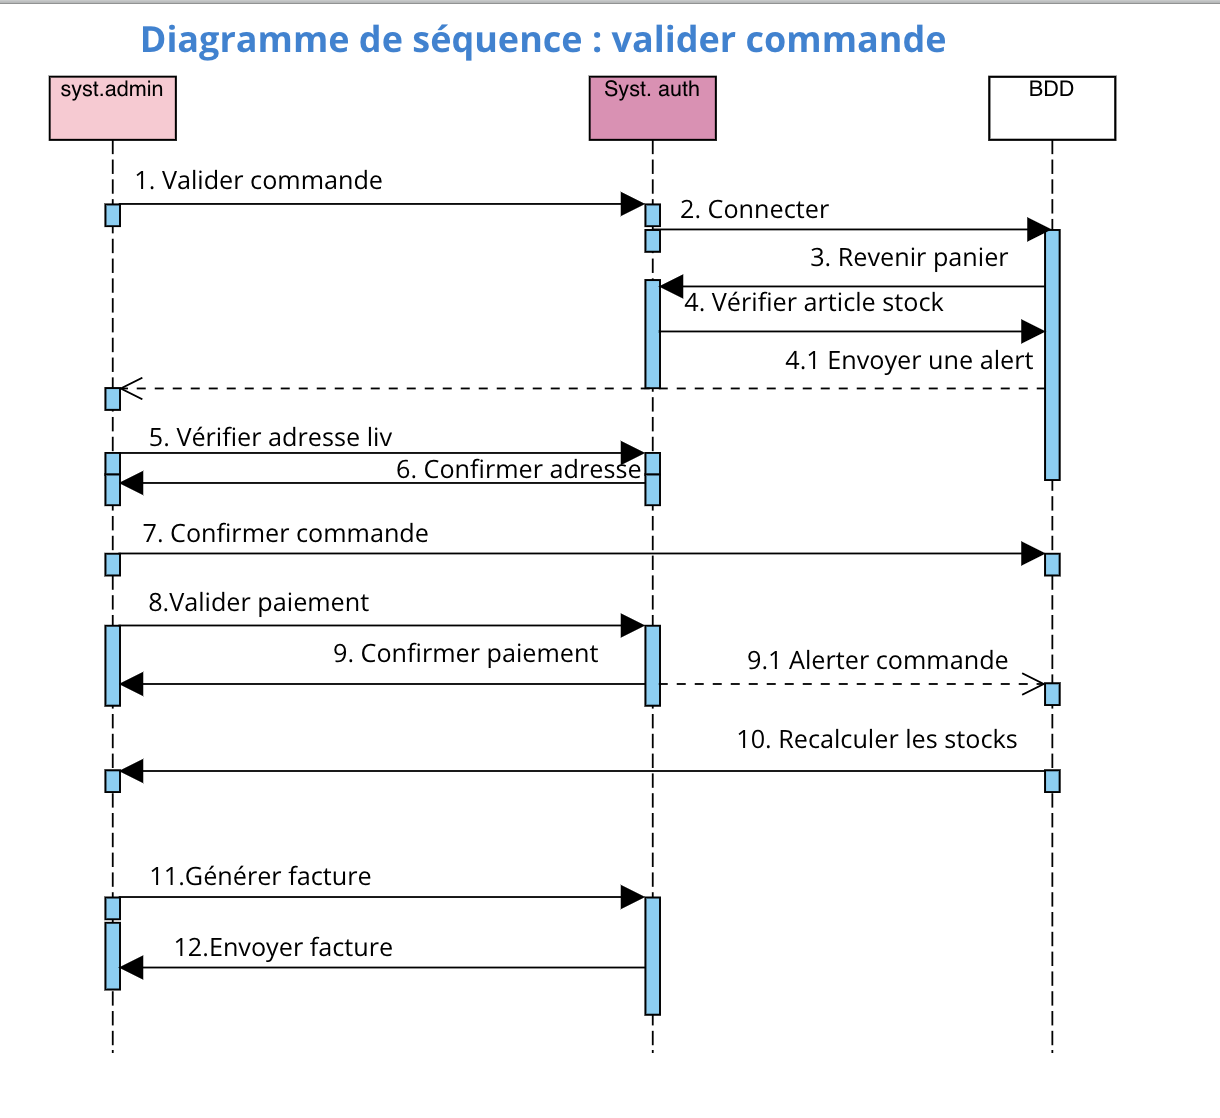 Diagramme de séquence : valider commande
syst.admin
Syst. auth
BDD
1. Valider commande
2. Connecter
3. Revenir panier
4. Vérifier article stock
4.1 Envoyer une alert
5. Vérifier adresse liv
6. Confirmer adresse
7. Confirmer commande
8.Valider paiement
9. Confirmer paiement
9.1 Alerter commande
10. Recalculer les stocks
11.Générer facture
12.Envoyer facture